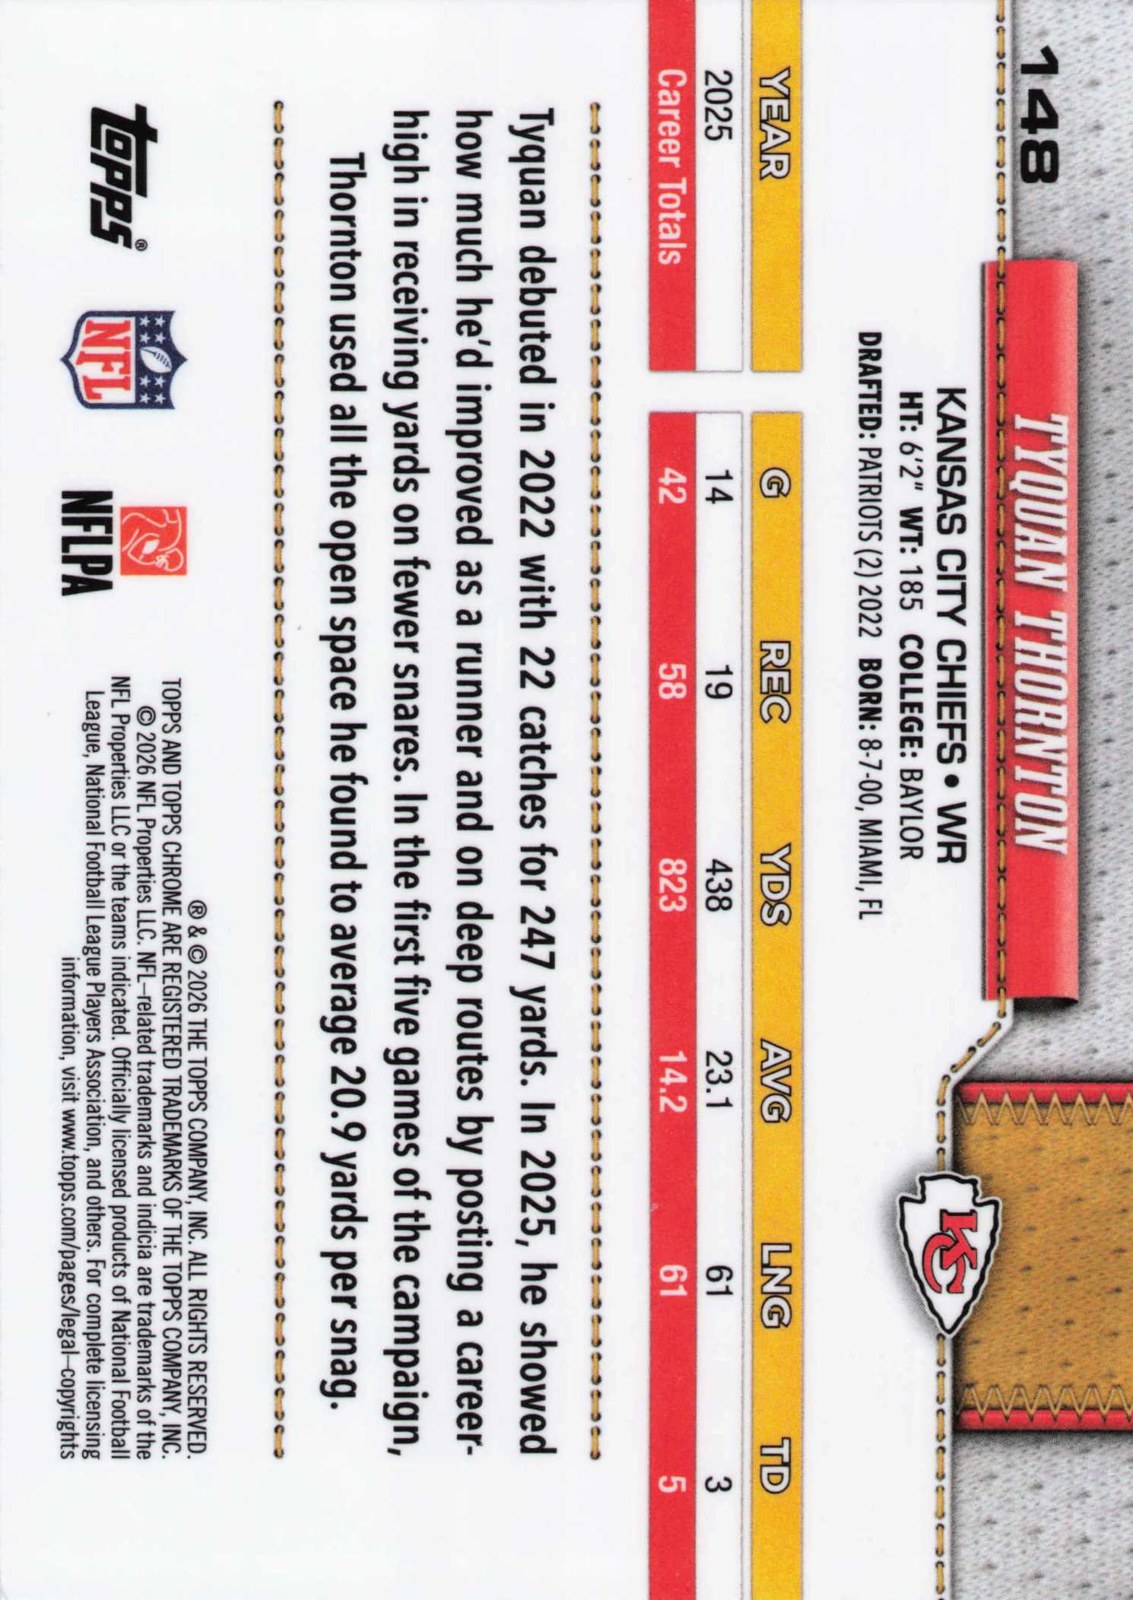 148
TYQUAN THORNTON
KANSAS CITY CHIEFS • WR
HT: 6'2" WT: 185 COLLEGE: BAYLOR
DRAFTED: PATRIOTS (2) 2022 BORN: 8-7-00, MIAMI, FL
KC
YEAR G REC YDS AVG LNG TD
2025 14 19 438 23.1 61 3
Career Totals 42 58 823 14.2 61 5
Tyquan debuted in 2022 with 22 catches for 247 yards. In 2025, he showed
how much he'd improved as a runner and on deep routes by posting a career-
high in receiving yards on fewer snares. In the first five games of the campaign,
Thornton used all the open space he found to average 20.9 yards per snag.
Topps®
NFL
NFLPA
® & © 2026 THE TOPPS COMPANY, INC. ALL RIGHTS RESERVED.
TOPPS AND TOPPS CHROME ARE REGISTERED TRADEMARKS OF THE TOPPS COMPANY, INC.
© 2026 NFL Properties LLC. NFL-related trademarks and indicia are trademarks of the
NFL Properties LLC or the teams indicated. Officially licensed products of National Football
League, National Football League Players Association, and others. For complete licensing
information, visit www.topps.com/pages/legal-copyrights